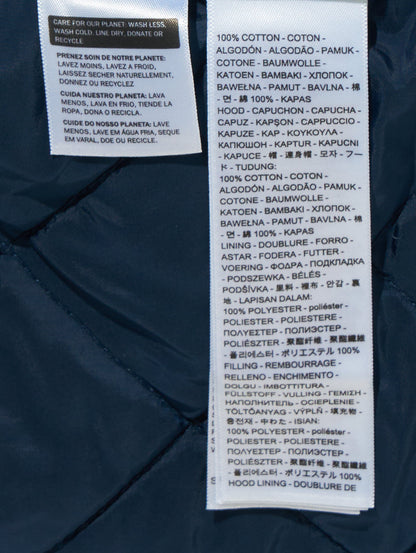 CARE FOR OUR PLANET: WASH LESS,
WASH COLD, LINE DRY, DONATE OR
RECYCLE
PRENEZ SOIN DE NOTRE PLANETE:
LAVEZ MOINS, LAVEZ A FROID,
LAISSEZ SECHER NATURELLEMENT,
DONNEZ OU RECYCLEZ
CUIDA NUESTRO PLANETA: LAVA
MENOS, LAVA EN FRIO, TIENDE LA
ROPA, DONA O RECICLA.
CUIDE DO NOSSO PLANETA: LAVE
MENOS, LAVE EM ÁGUA FRIA, SEQUE
EM VARAL, DOE OU RECICLE.
100% COTTON - COTON -
ALGODÓN - ALGODÃO - PAMUK -
COTONE - BAUMWOLLE -
KATOEN - BAMBAKI - ХЛОПОК -
BAWEŁNA - PAMUT - BAVLNA - 棉
- 면 - 綿 100% - KAPAS
HOOD - CAPUCHON - CAPUCHA -
CAPUZ - KAPŞON - CAPPUCCIO -
KAPUZE - KAP - ΚΟΥΚΟΥΛΑ -
КАПЮШОН - KAPTUR - KAPUCNI
- KAPUCE - 帽 - 連身帽 - 모자 - フー
ド - TUDUNG:
100% COTTON - COTON -
ALGODÓN - ALGODÃO - PAMUK -
COTONE - BAUMWOLLE -
KATOEN - BAMBAKI - ХЛОПОК -
BAWEŁNA - PAMUT - BAVLNA - 棉
- 면 - 綿 100% - KAPAS
LINING - DOUBLURE - FORRO -
ASTAR - FODERA - FUTTER -
VOERING - ΦΟΔΡΑ - ПОДКЛАДКА
- PODSZEWKA - BÉLÉS -
PODŠÍVKA - 里料 - 裡布 - 안감 - 裏
地 - LAPISAN DALAM:
100% POLYESTER - poliéster -
POLIESTER - POLIESTERE -
ΠΟΛΥΕΣΤΕΡ - ПОЛИЭСТЕР -
POLIÉSZTER - 聚酯纤维 - 聚酯纖維
- 폴리에스터 - ポリエステル 100%
FILLING - REMBOURRAGE -
RELLENO - ENCHIMENTO -
DOLGU - IMBOTTITURA -
FÜLLSTOFF - VULLING - ΓΕΜΙΣΗ -
НАПОЛНИТЕЛЬ - OCIEPLENIE -
TÖLTŐANYAG - VÝPLŇ - 填充物 -
충전재 - 中わた - ISIAN:
100% POLYESTER - poliéster -
POLIESTER - POLIESTERE -
ΠΟΛΥΕΣΤΕΡ - ПОЛИЭСТЕР -
POLIÉSZTER - 聚酯纤维 - 聚酯纖維
- 폴리에스터 - ポリエステル 100%
HOOD LINING - DOUBLURE DE